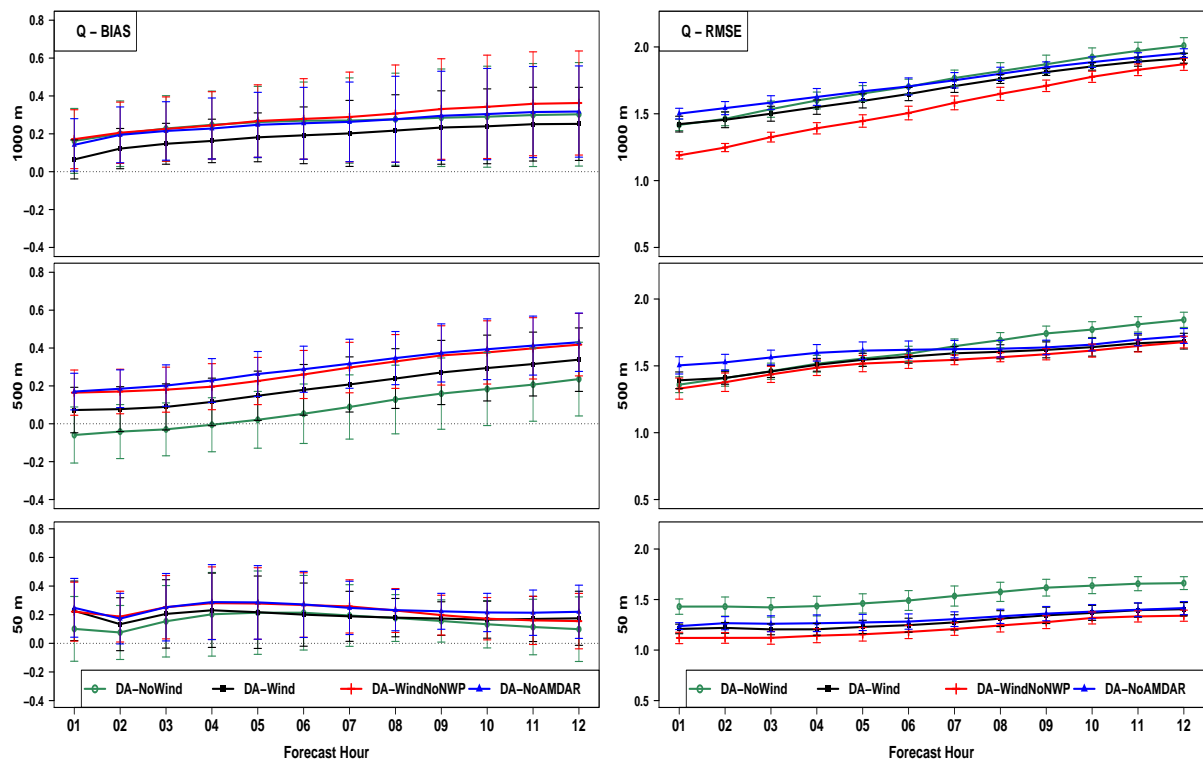 Q – BIAS
0.8
0.6
0.4
0.2
0.0
–0.2
–0.4
1000 m
0.8
0.6
0.4
0.2
0.0
–0.2
–0.4
500 m
0.8
0.6
0.4
0.2
0.0
–0.2
–0.4
50 m
DA–NoWind DA–Wind DA–WindNoNWP DA–NoAMDAR
01 02 03 04 05 06 07 08 09 10 11 12
Forecast Hour
Q – RMSE
2.0
1.5
1.0
0.5
1000 m
2.0
1.5
1.0
0.5
500 m
2.0
1.5
1.0
0.5
50 m
DA–NoWind DA–Wind DA–WindNoNWP DA–NoAMDAR
01 02 03 04 05 06 07 08 09 10 11 12
Forecast Hour